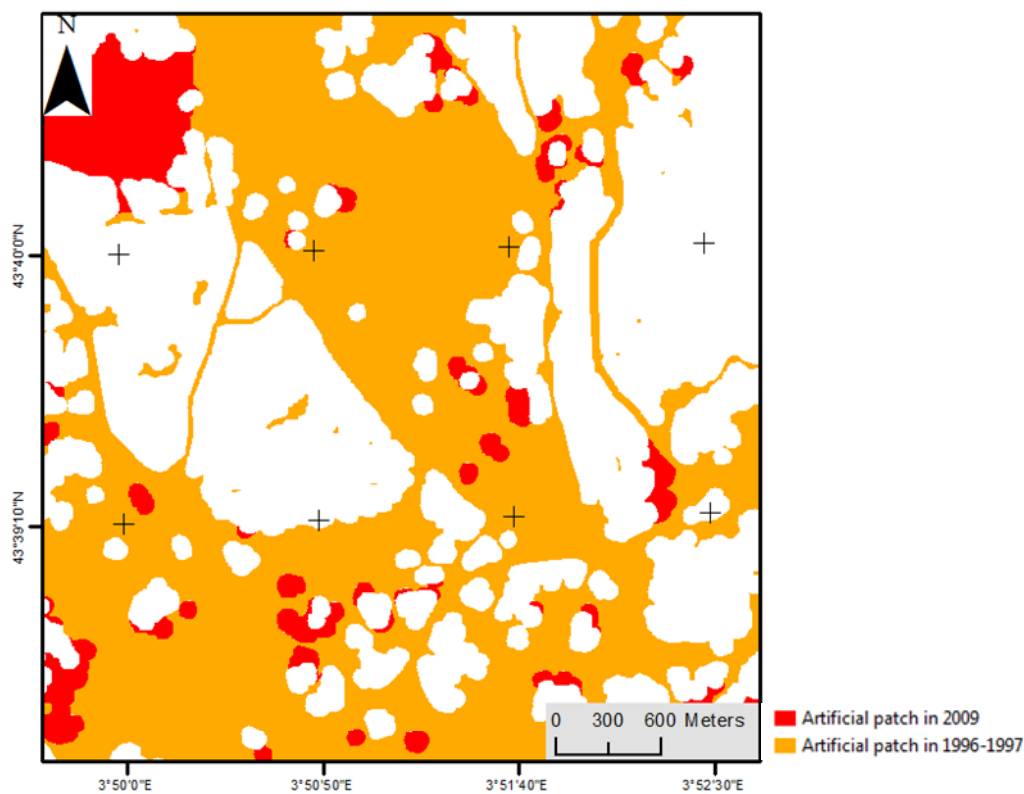 N
43°40'0"N
43°39'10"N
0 300 600 Meters
Artificial patch in 2009
Artificial patch in 1996-1997
3°50'0"E 3°50'50"E 3°51'40"E 3°52'30"E